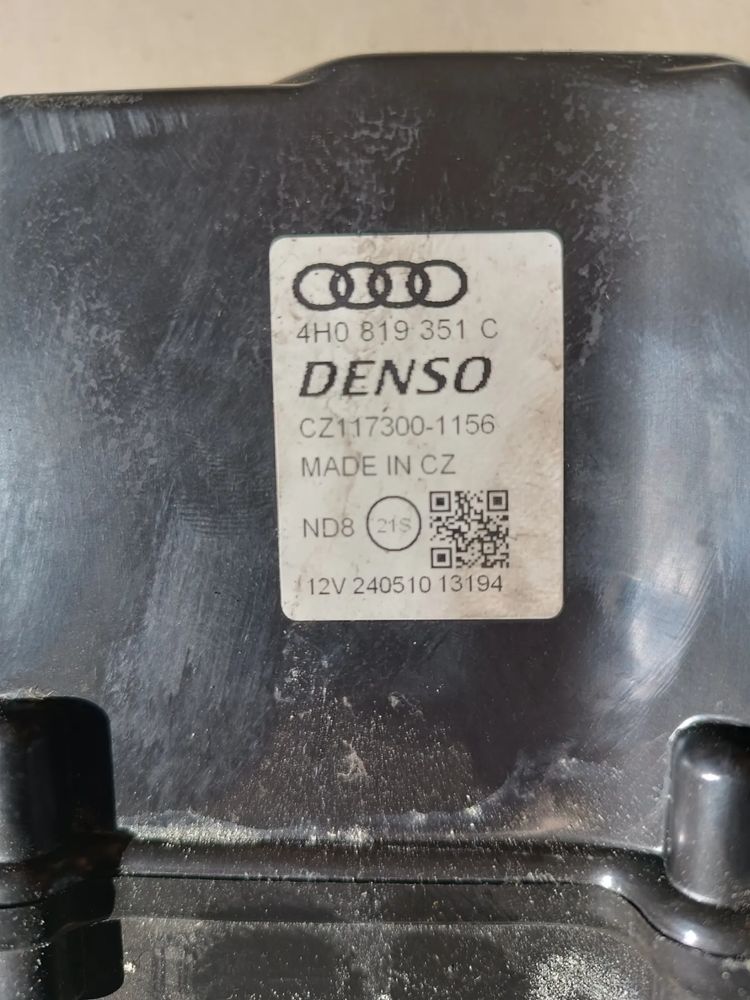 4H0 819 351 C
DENSO
CZ117300-1156
MADE IN CZ
ND8 21S
12V 240510 13194